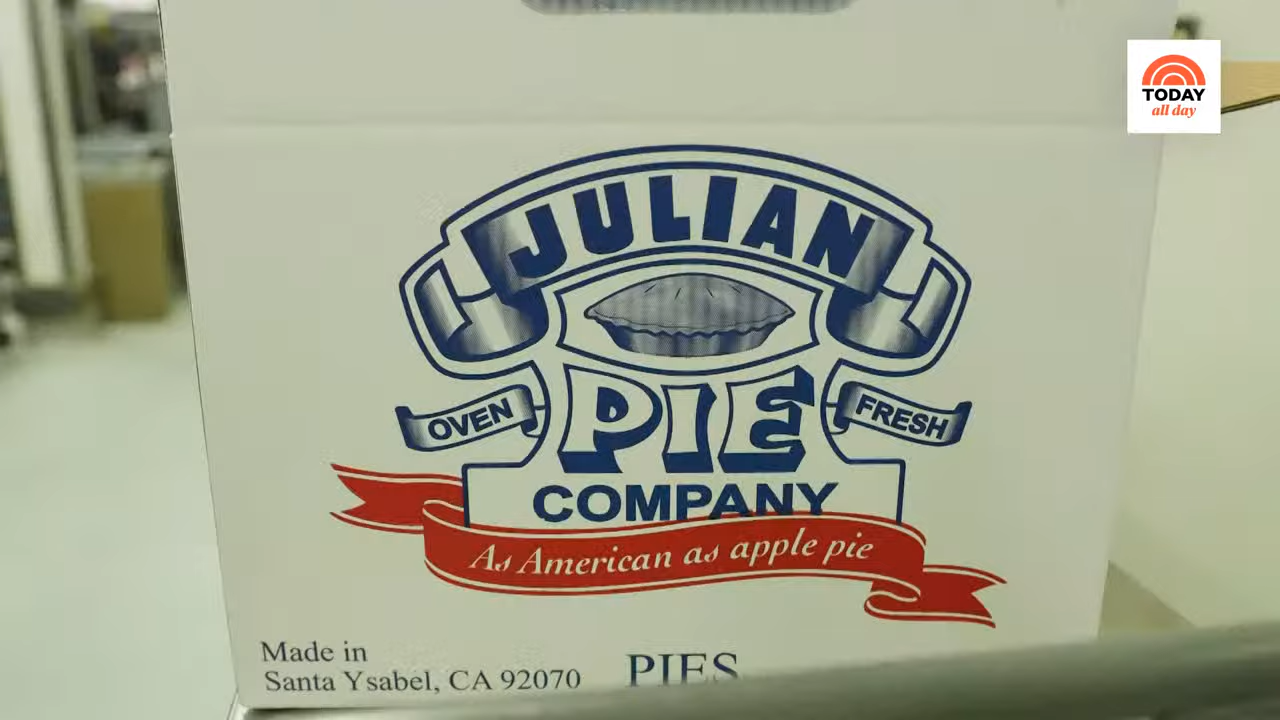 TODAY
all day
JULIAN
PIE
OVEN
FRESH
COMPANY
As American as apple pie
Made in
Santa Ysabel, CA 92070
PIES